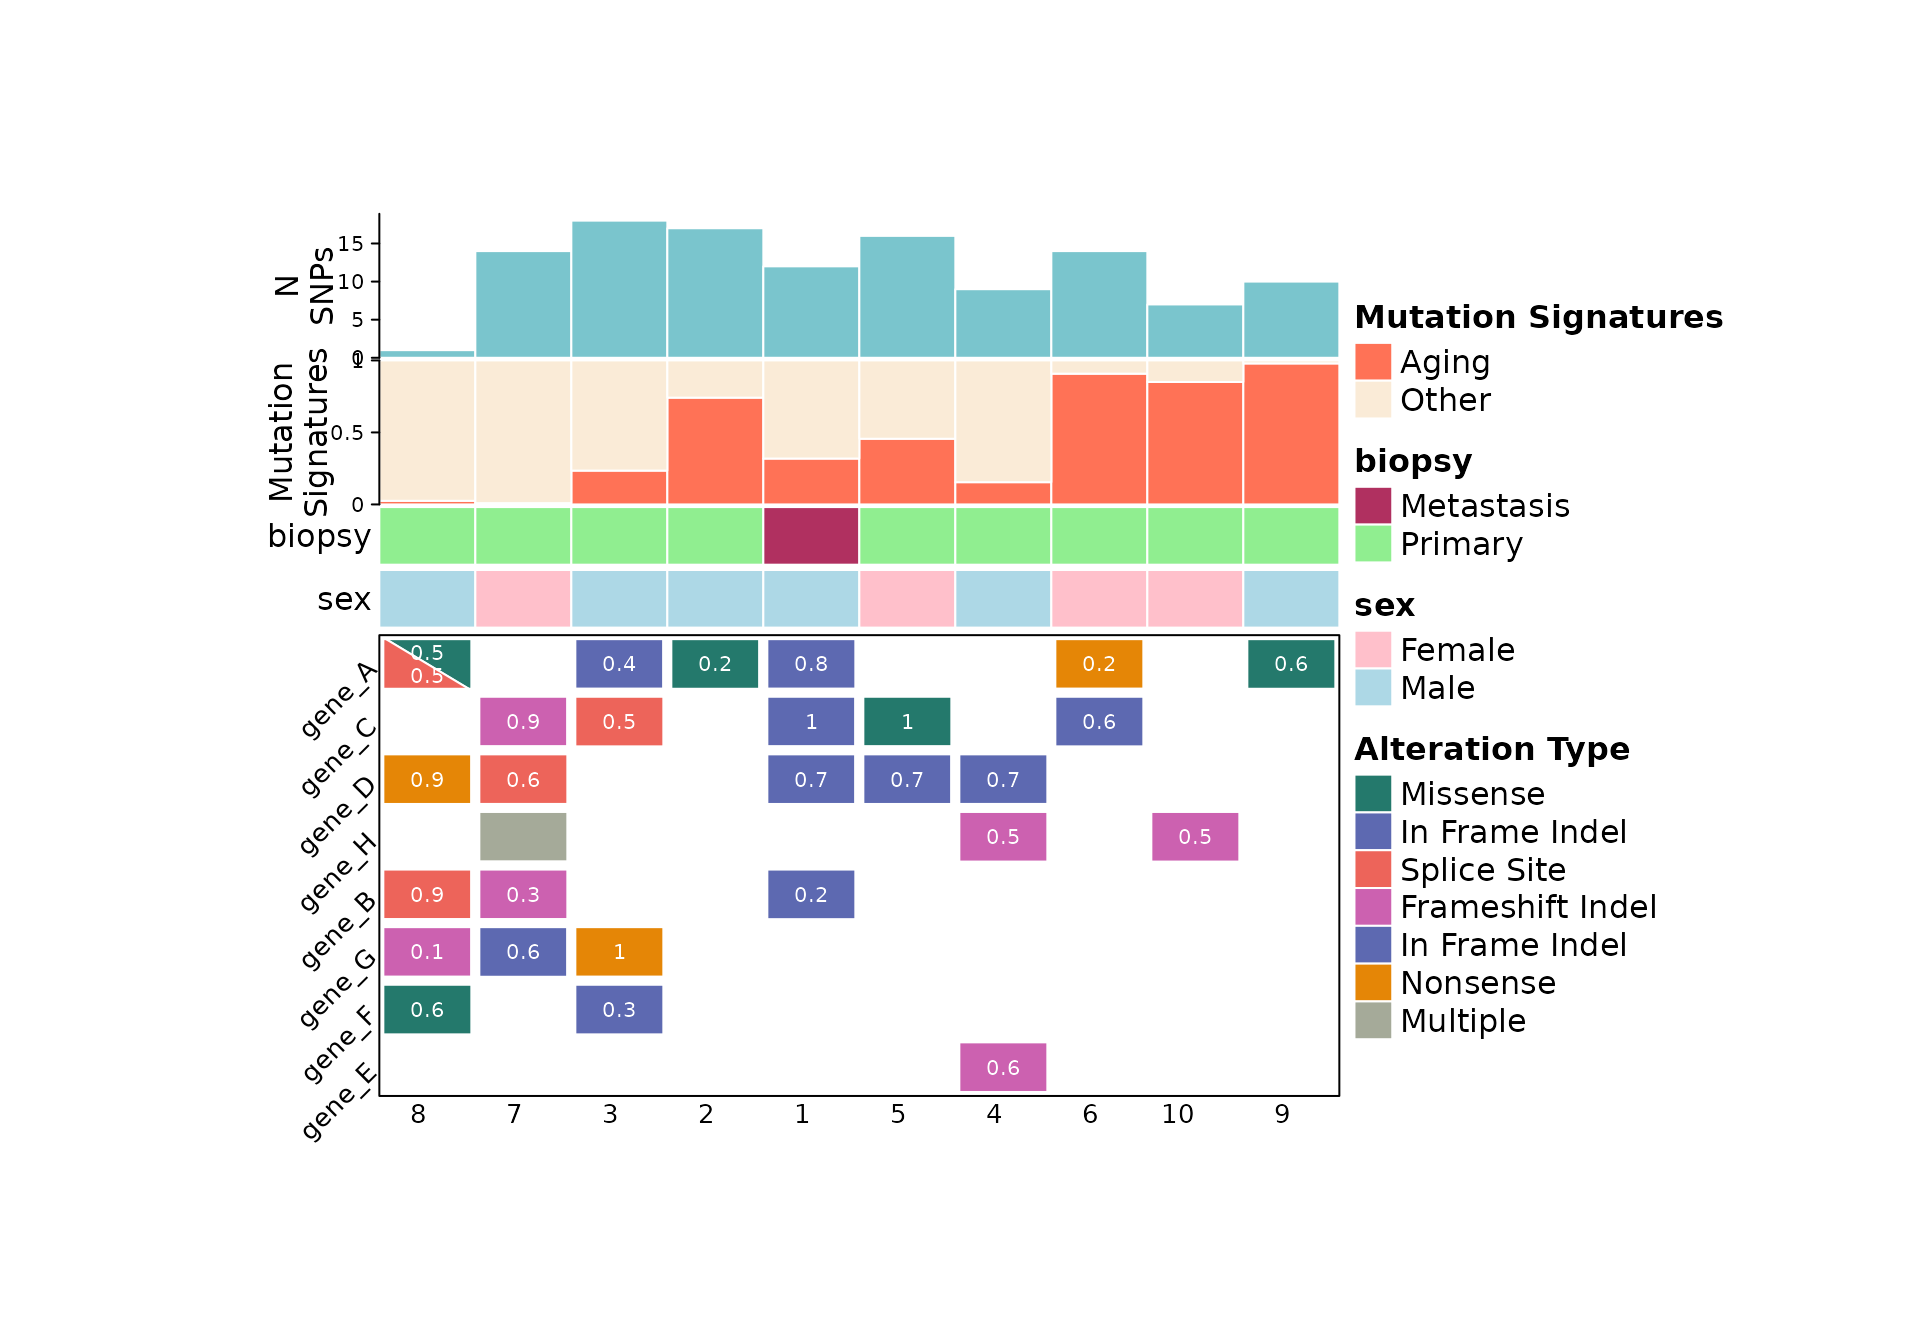 N
SNPs
15
10
5
0
Mutation
Signatures
1
0.5
0
biopsy
sex
gene_A
0.5
0.5
0.4
0.2
0.8
0.2
0.6
gene_C
0.9
0.5
1
1
0.6
gene_D
0.9
0.6
0.7
0.7
0.7
gene_H
0.5
0.5
gene_B
0.9
0.3
0.2
gene_G
0.1
0.6
1
gene_F
0.6
0.3
gene_E
0.6
8 7 3 2 1 5 4 6 10 9
Mutation Signatures
Aging
Other
biopsy
Metastasis
Primary
sex
Female
Male
Alteration Type
Missense
In Frame Indel
Splice Site
Frameshift Indel
In Frame Indel
Nonsense
Multiple